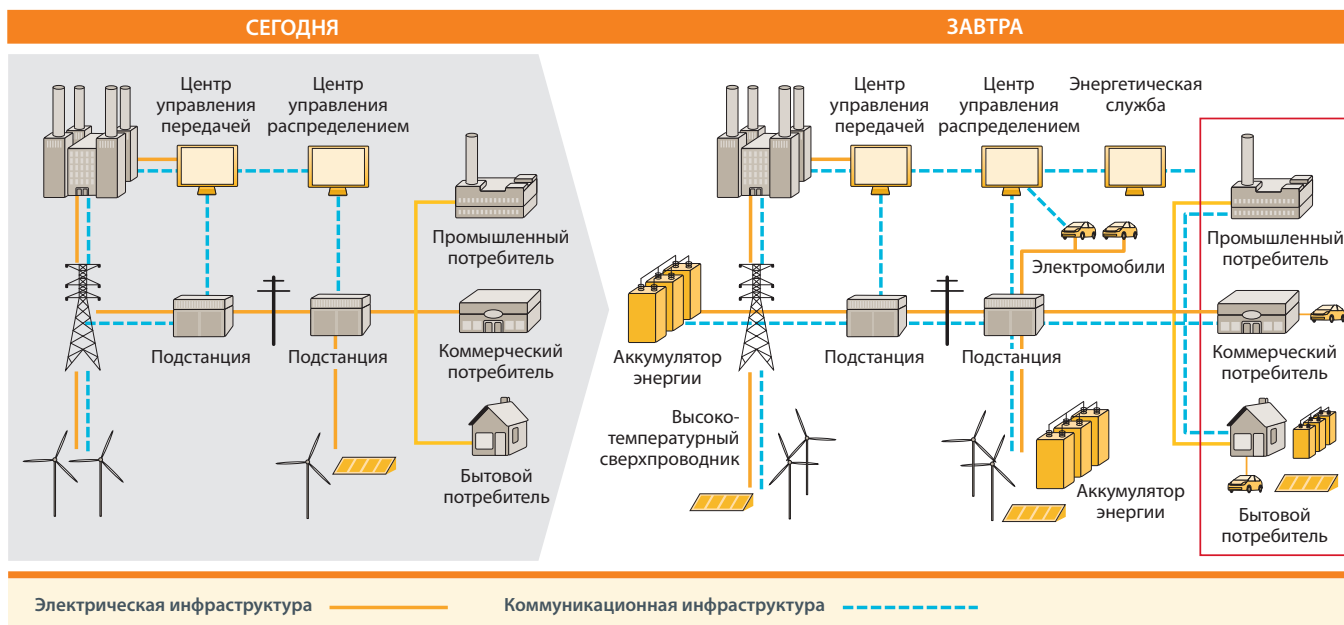 СЕГОДНЯ
Центр
управления
передачей
Центр
управления
распределением
Промышленный
потребитель
Подстанция
Подстанция
Коммерческий
потребитель
Бытовой
потребитель
ЗАВТРА
Центр
управления
передачей
Центр
управления
распределением
Энергетическая
служба
Электромобили
Промышленный
потребитель
Аккумулятор
энергии
Подстанция
Подстанция
Коммерческий
потребитель
Высоко-
температурный
сверхпроводник
Аккумулятор
энергии
Бытовой
потребитель
Электрическая инфраструктура
Коммуникационная инфраструктура